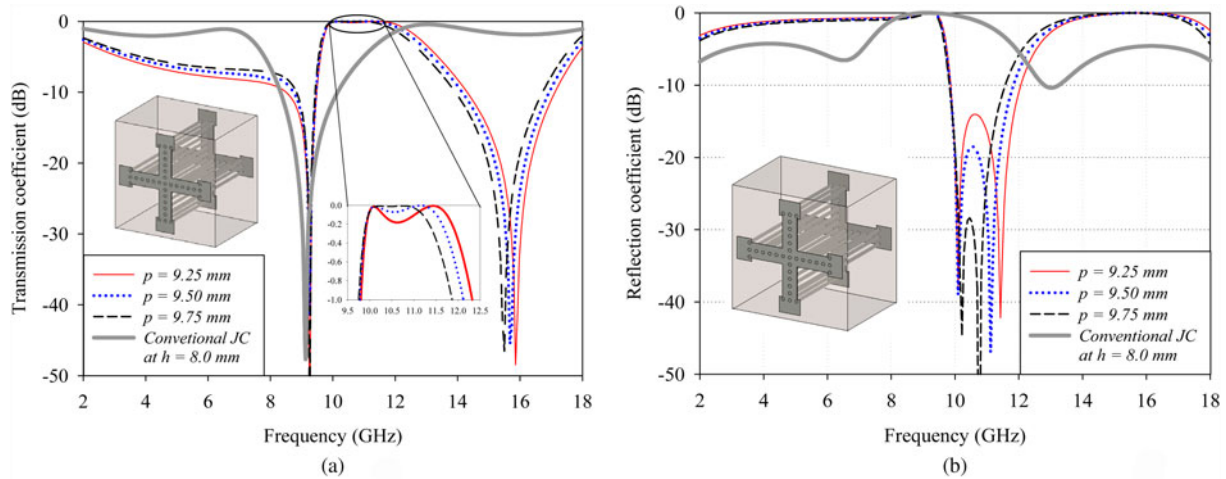 Transmission coefficient (dB)
0
-10
-20
-30
-40
-50
p = 9.25 mm
p = 9.50 mm
p = 9.75 mm
Convetional JC
at h = 8.0 mm
0.0
-0.2
-0.4
-0.6
-0.8
-1.0
9.5 10.0 10.5 11.0 11.5 12.0 12.5
2 4 6 8 10 12 14 16 18
Frequency (GHz)
(a)
Reflection coefficient (dB)
0
-10
-20
-30
-40
-50
p = 9.25 mm
p = 9.50 mm
p = 9.75 mm
Conventional JC
at h = 8.0 mm
2 4 6 8 10 12 14 16 18
Frequency (GHz)
(b)